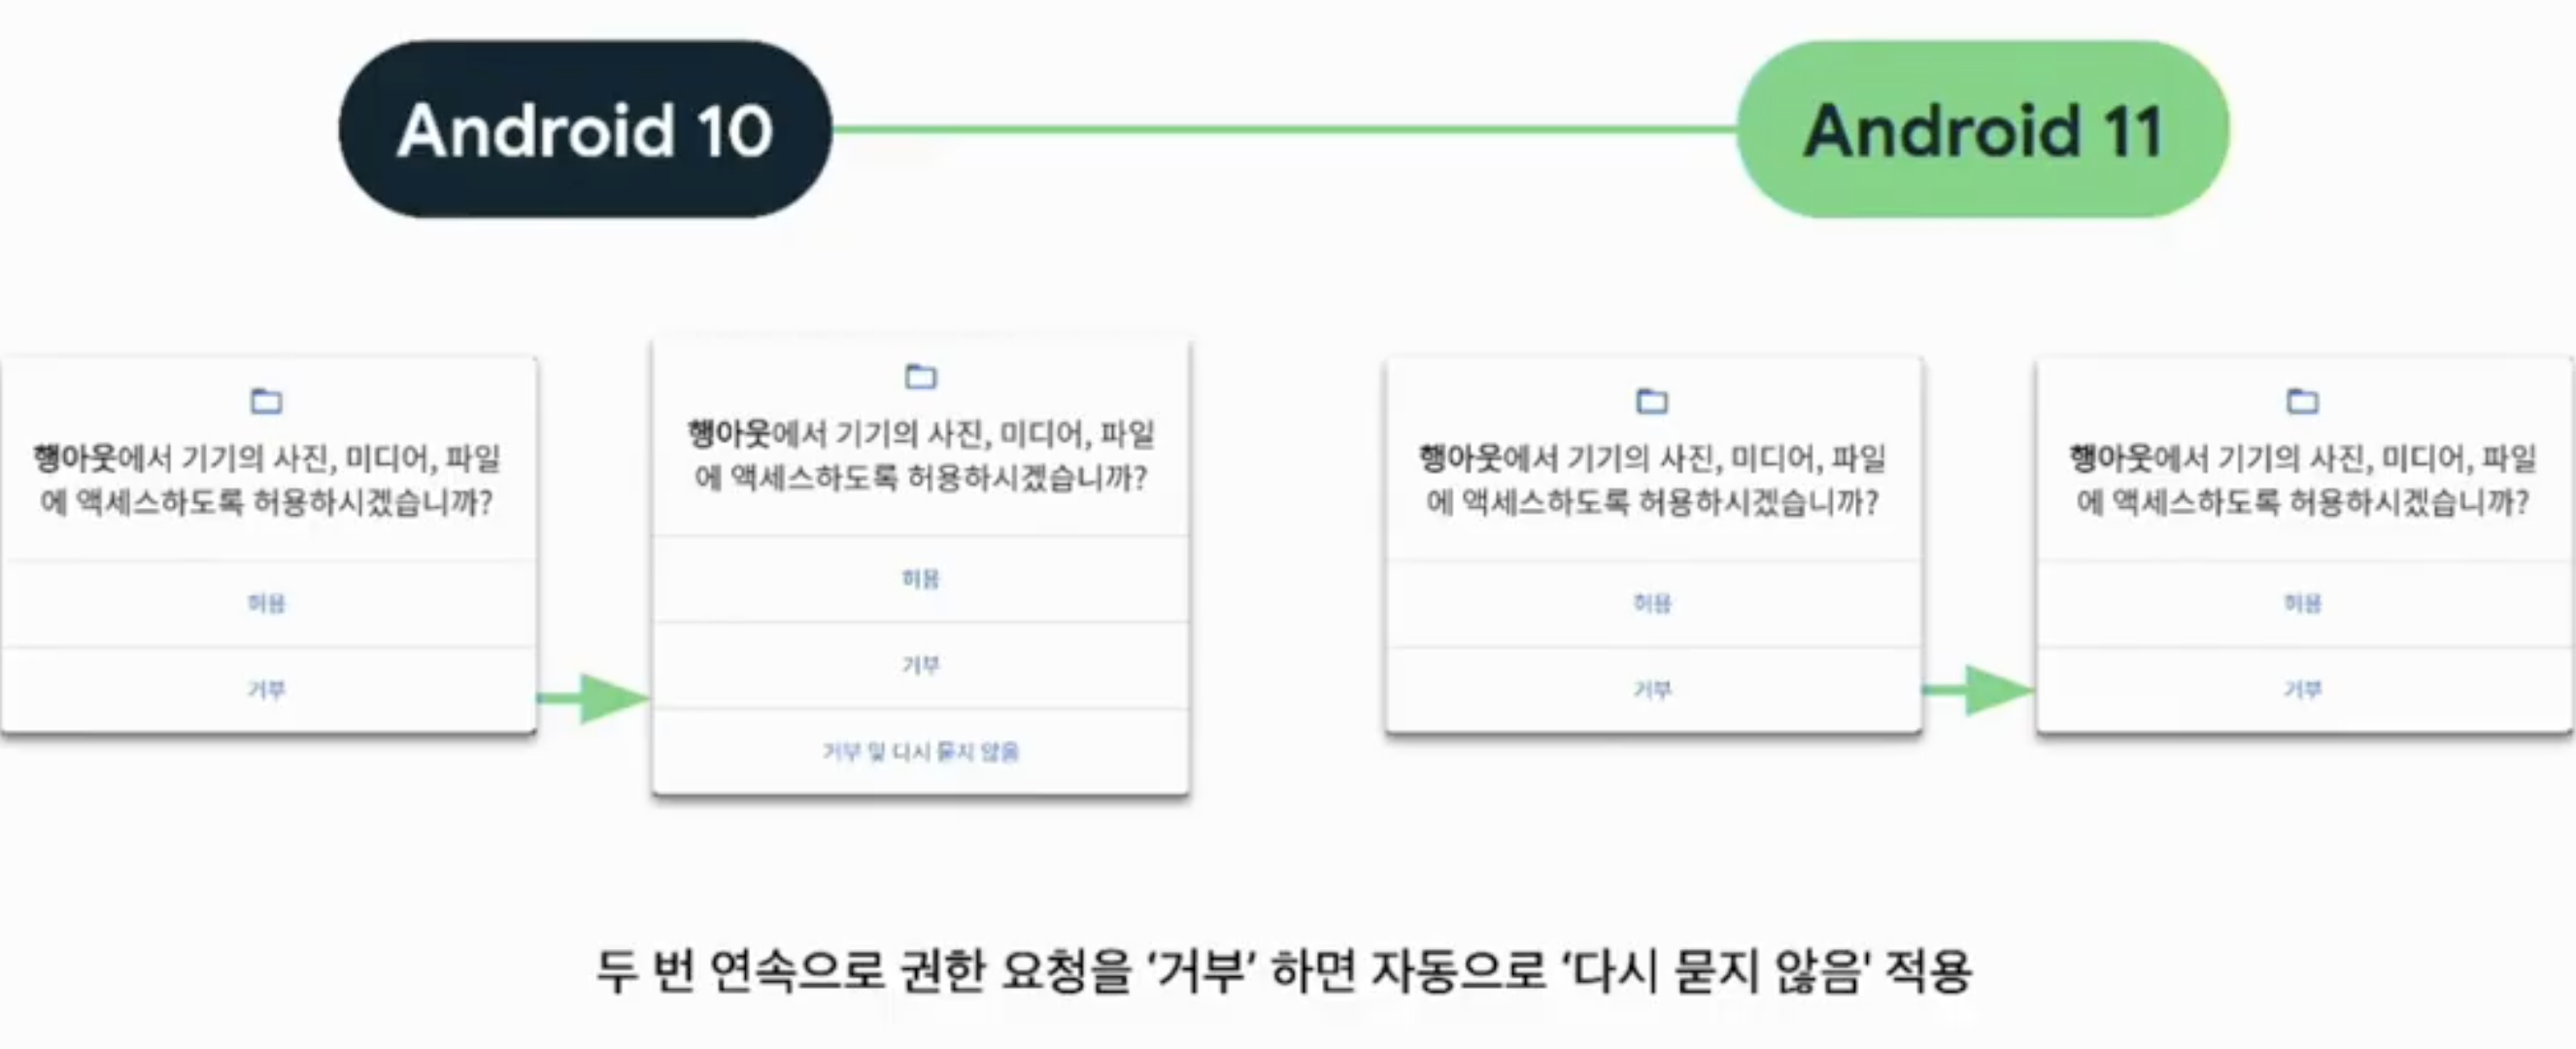 Android 10
Android 11
행아웃에서 기기의 사진, 미디어, 파일
에 액세스하도록 허용하시겠습니까?
허용
거부
행아웃에서 기기의 사진, 미디어, 파일
에 액세스하도록 허용하시겠습니까?
허용
거부
거부 및 다시 묻지 않음
행아웃에서 기기의 사진, 미디어, 파일
에 액세스하도록 허용하시겠습니까?
허용
거부
행아웃에서 기기의 사진, 미디어, 파일
에 액세스하도록 허용하시겠습니까?
허용
거부
두 번 연속으로 권한 요청을 ‘거부’ 하면 자동으로 ‘다시 묻지 않음' 적용